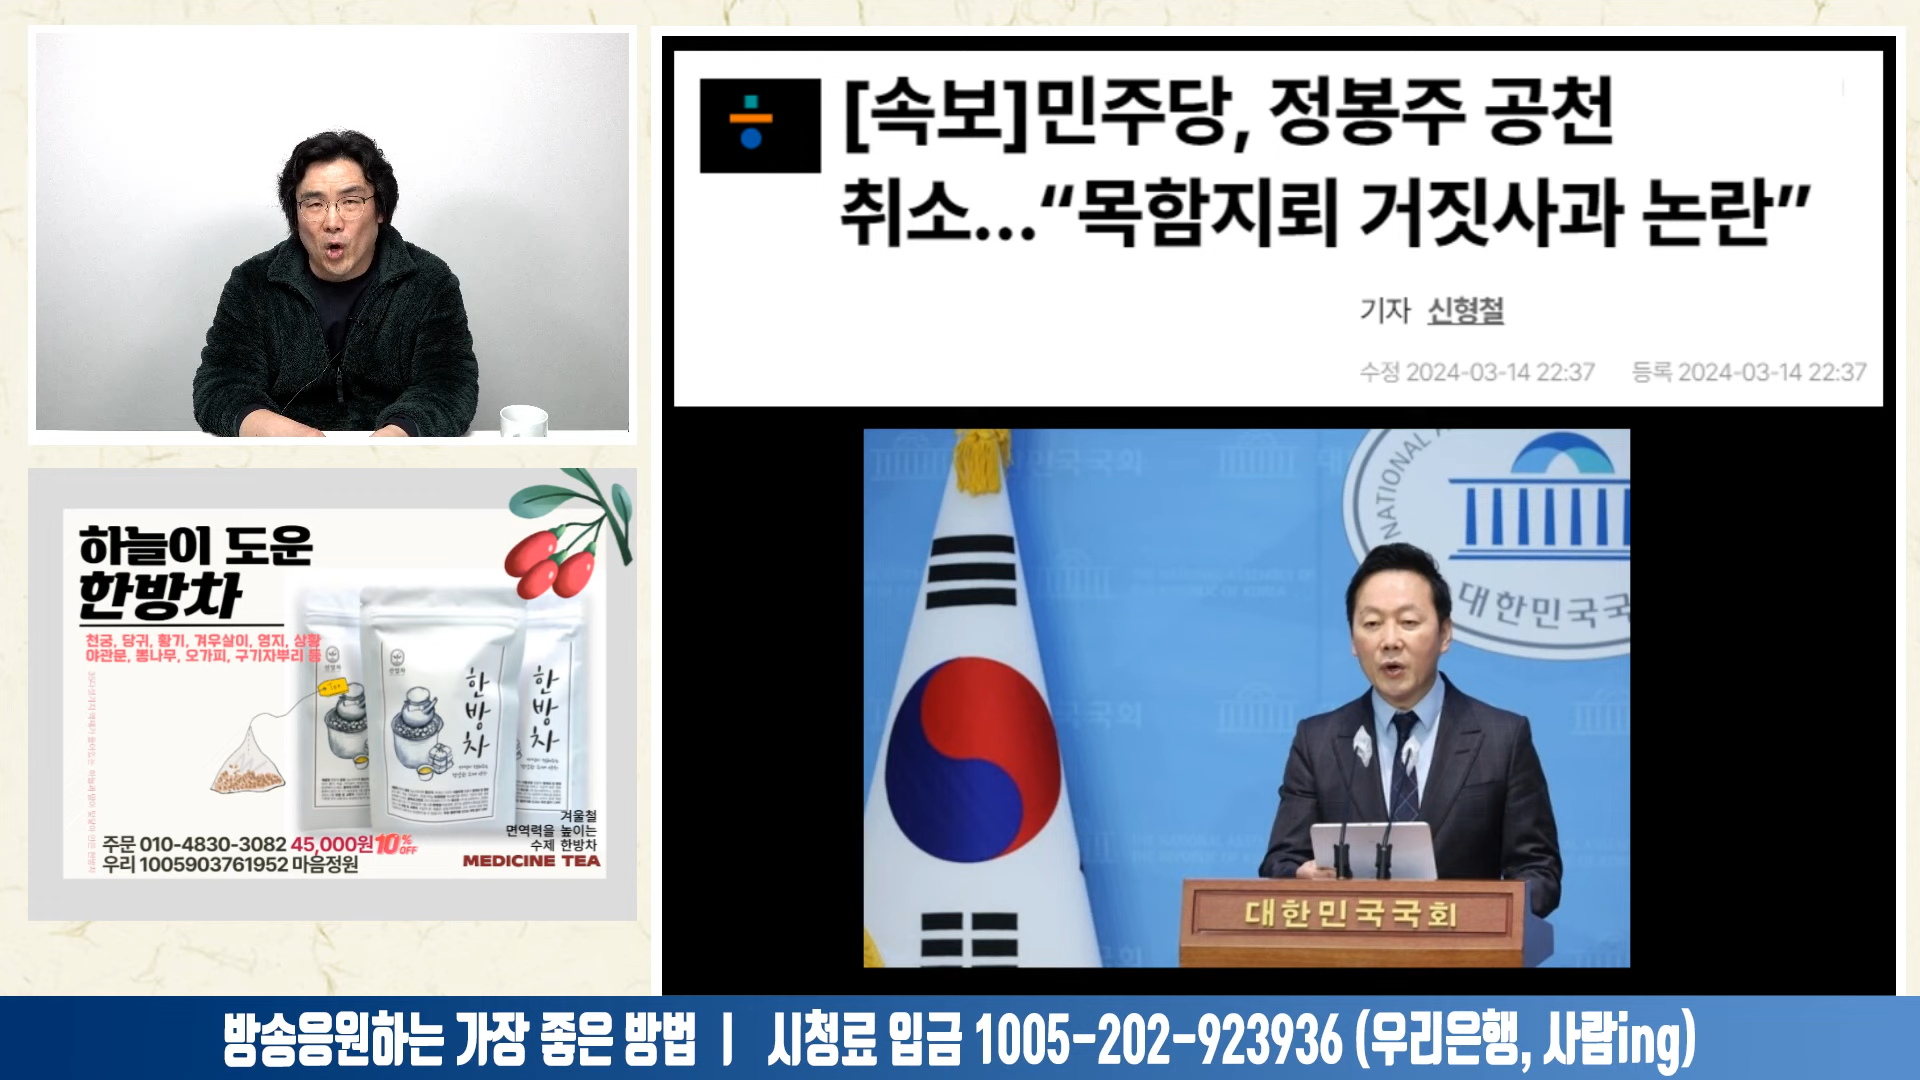 [속보]민주당, 정봉주 공천
취소...“목함지뢰 거짓사과 논란”
기자 신형철
수정 2024-03-14 22:37 등록 2024-03-14 22:37
하늘이 도운
한방차
천궁, 당귀, 황기, 겨우살이, 영지, 상황
야관문, 뽕나무, 오가피, 구기자뿌리 등
한방차
한방차
겨울철
면역력을 높이는
수제 한방차
MEDICINE TEA
주문 010-4830-3082 45,000원 10% OFF
우리 1005903761952 마음정원
NATIONAL A
대한민국국
대한민국국회
방송응원하는 가장 좋은 방법 | 시청료 입금 1005-202-923936 (우리은행, 사람ing)